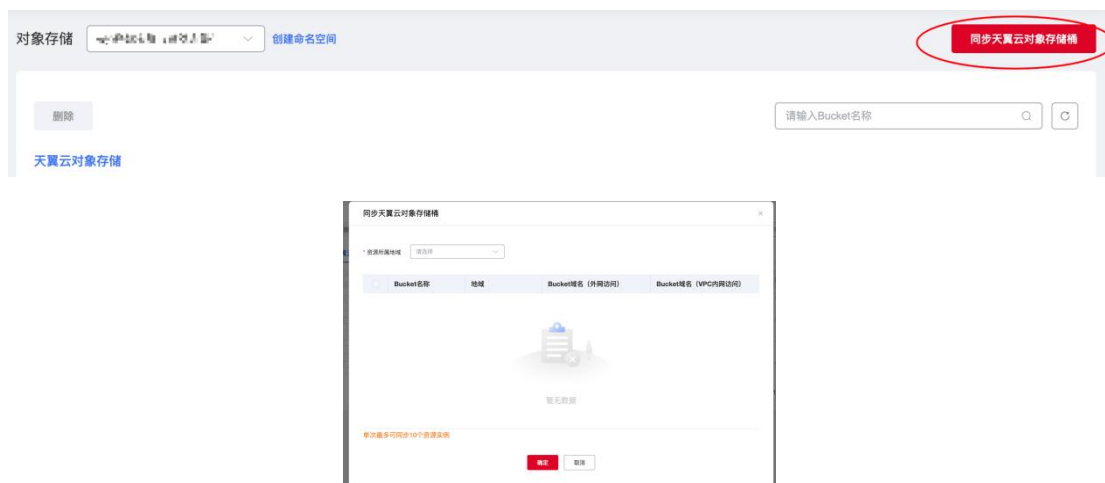 对象存储
创建命名空间
同步天翼云对象存储桶
删除
请输入Bucket名称
天翼云对象存储
同步天翼云对象存储桶
* 资源所属地域 请选择
Bucket名称 地域 Bucket域名（外网访问） Bucket域名（VPC内网访问）
暂无数据
单次最多可同步10个资源实例
确定 取消